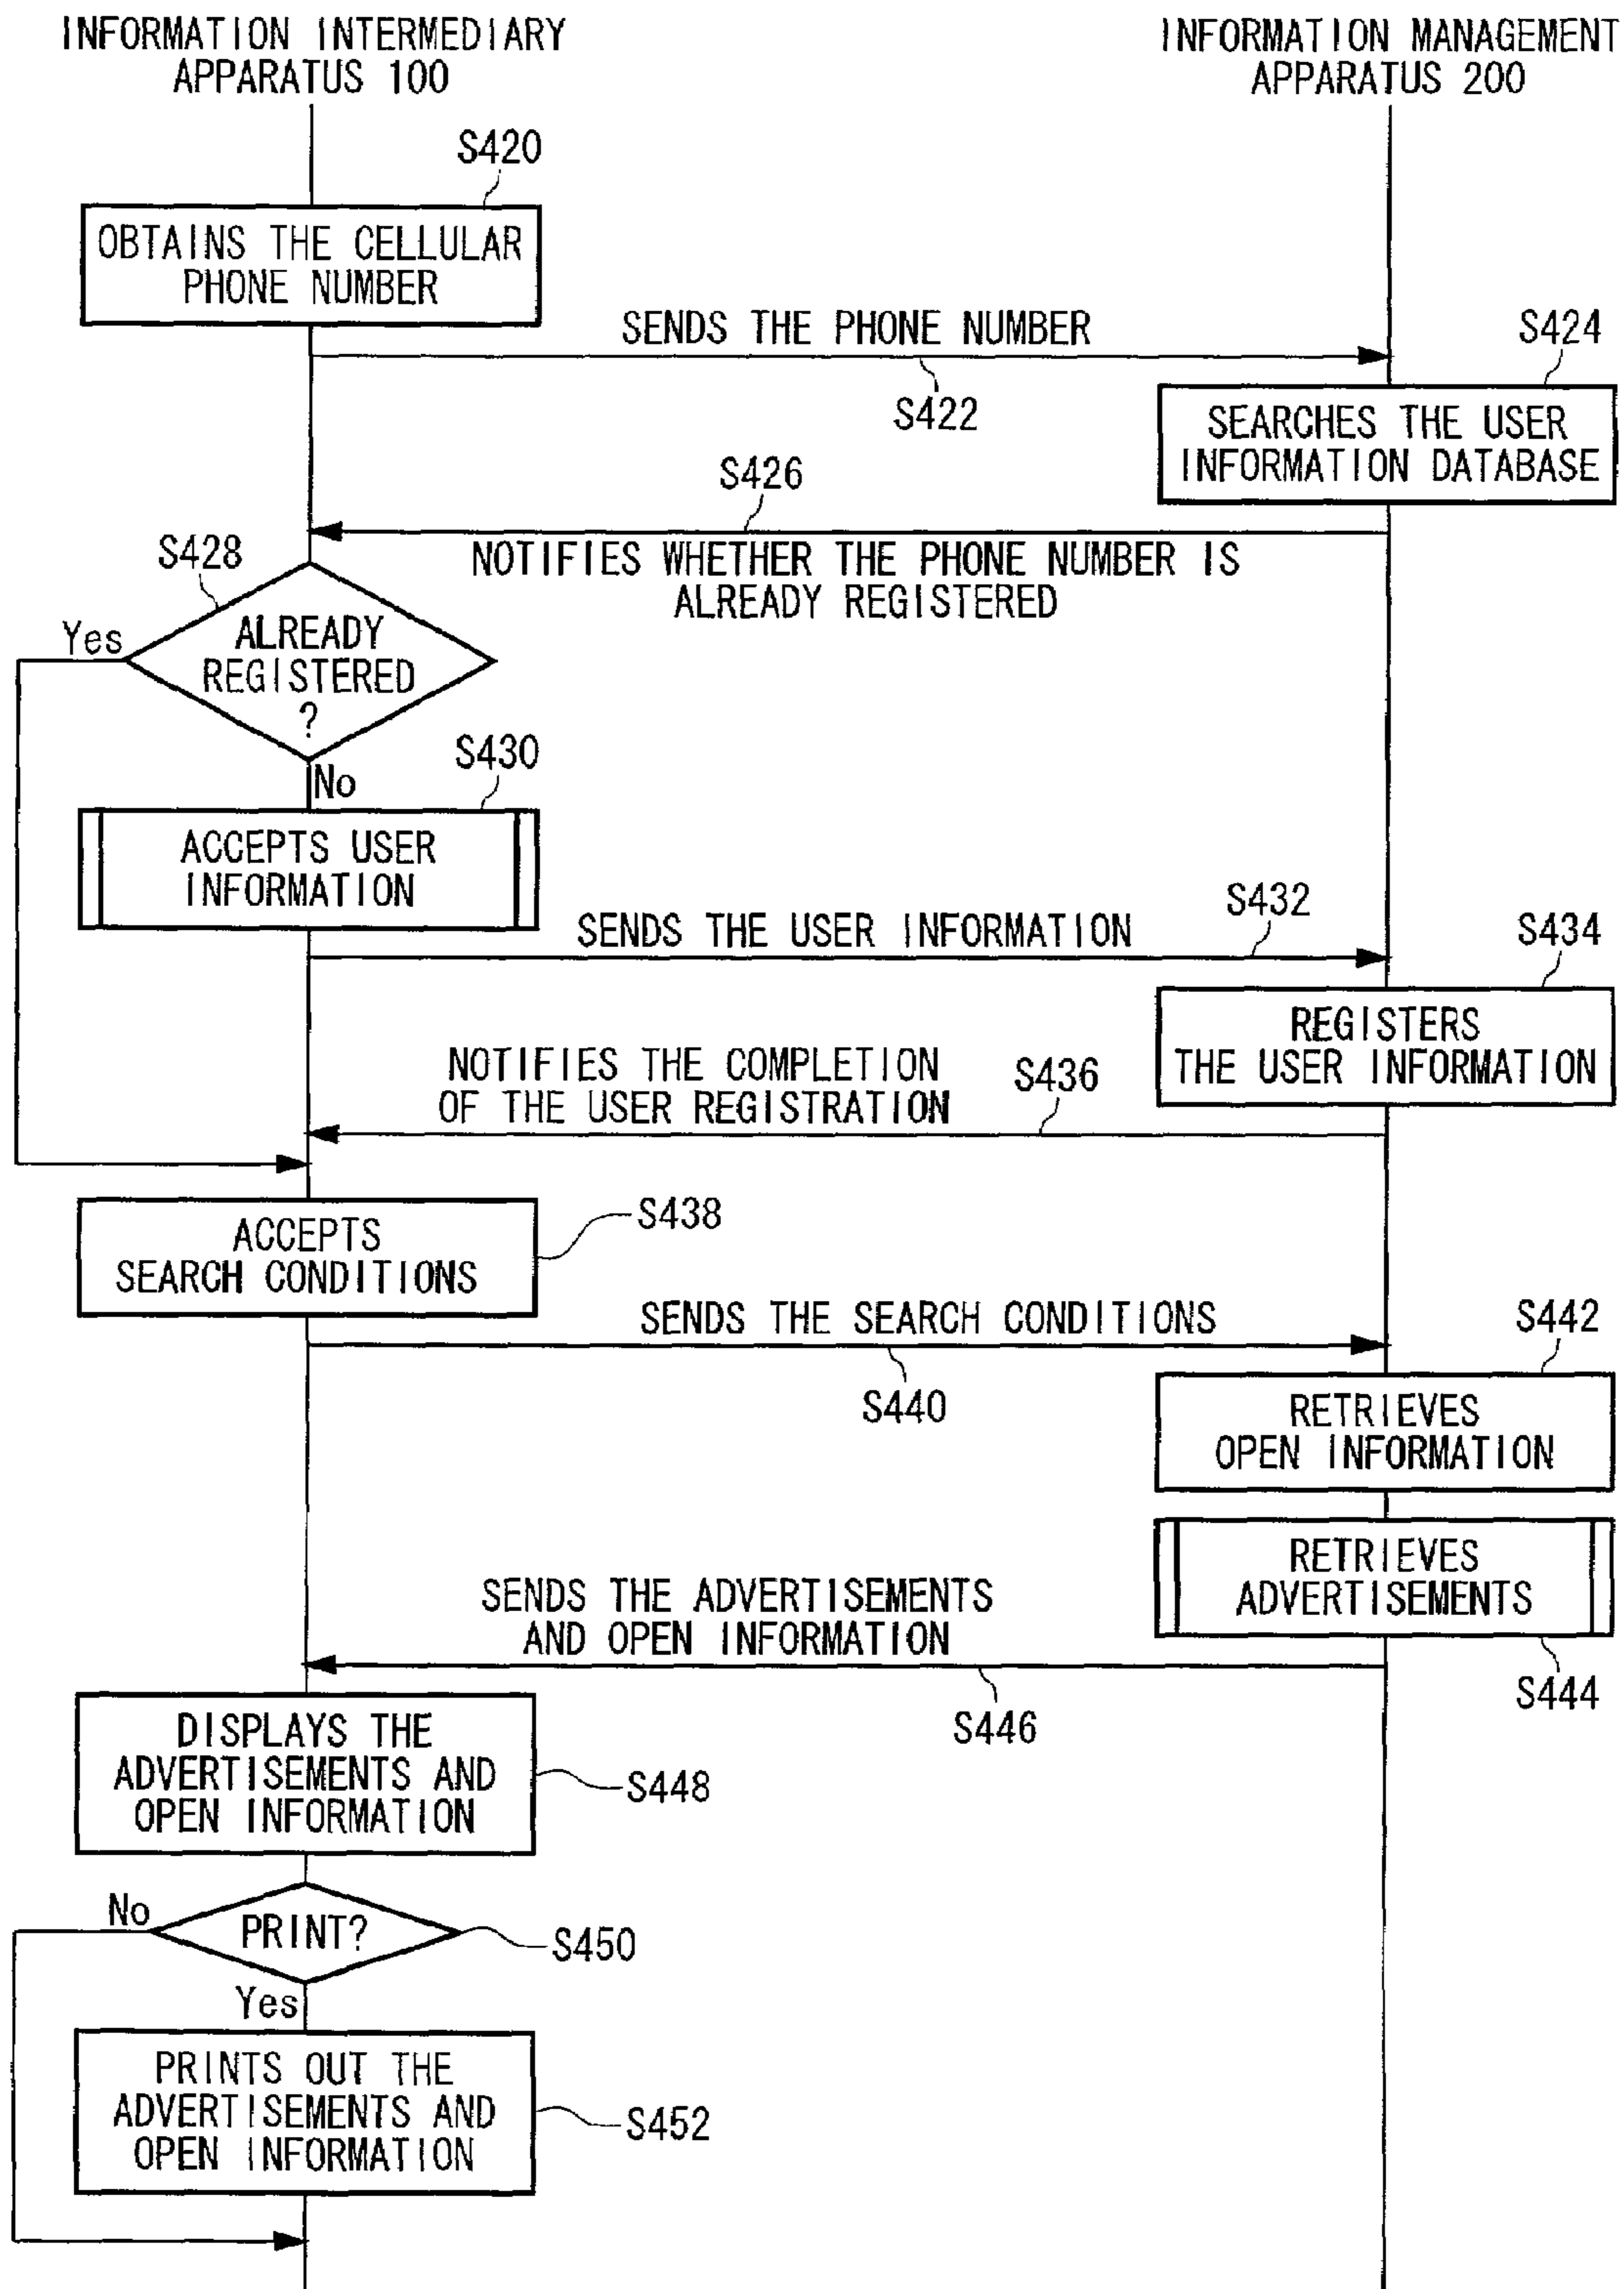 INFORMATION INTERMEDIARY
APPARATUS 100
INFORMATION MANAGEMENT
APPARATUS 200
S420
OBTAINS THE CELLULAR
PHONE NUMBER
SENDS THE PHONE NUMBER
S422
S424
SEARCHES THE USER
INFORMATION DATABASE
S426
NOTIFIES WHETHER THE PHONE NUMBER IS
ALREADY REGISTERED
S428
Yes
ALREADY
REGISTERED
?
No
S430
ACCEPTS USER
INFORMATION
SENDS THE USER INFORMATION
S432
S434
REGISTERS
THE USER INFORMATION
NOTIFIES THE COMPLETION
OF THE USER REGISTRATION
S436
ACCEPTS
SEARCH CONDITIONS
S438
SENDS THE SEARCH CONDITIONS
S440
S442
RETRIEVES
OPEN INFORMATION
RETRIEVES
ADVERTISEMENTS
S444
SENDS THE ADVERTISEMENTS
AND OPEN INFORMATION
S446
DISPLAYS THE
ADVERTISEMENTS AND
OPEN INFORMATION
S448
No
PRINT?
S450
Yes
PRINTS OUT THE
ADVERTISEMENTS AND
OPEN INFORMATION
S452